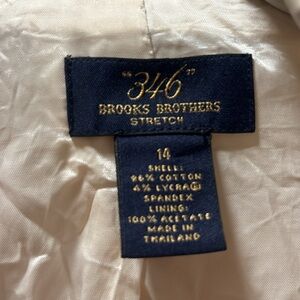 "346"
BROOKS BROTHERS
STRETCH
14
SHELL:
96% COTTON
4% LYCRA®
SPANDEX
LINING:
100% ACETATE
MADE IN
THAILAND